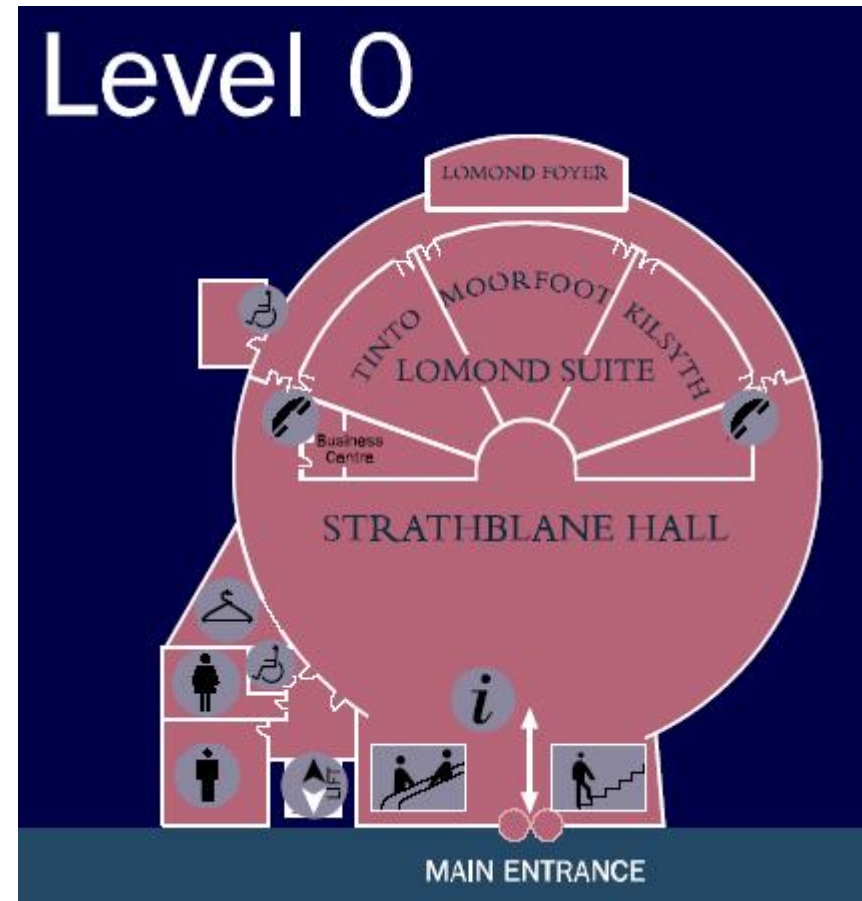 Level 0
LOMOND FOYER
TINTO
MOORFOOT
KILSYTH
LOMOND SUITE
Business
Centre
STRATHBLANE HALL
i
LIFT
MAIN ENTRANCE